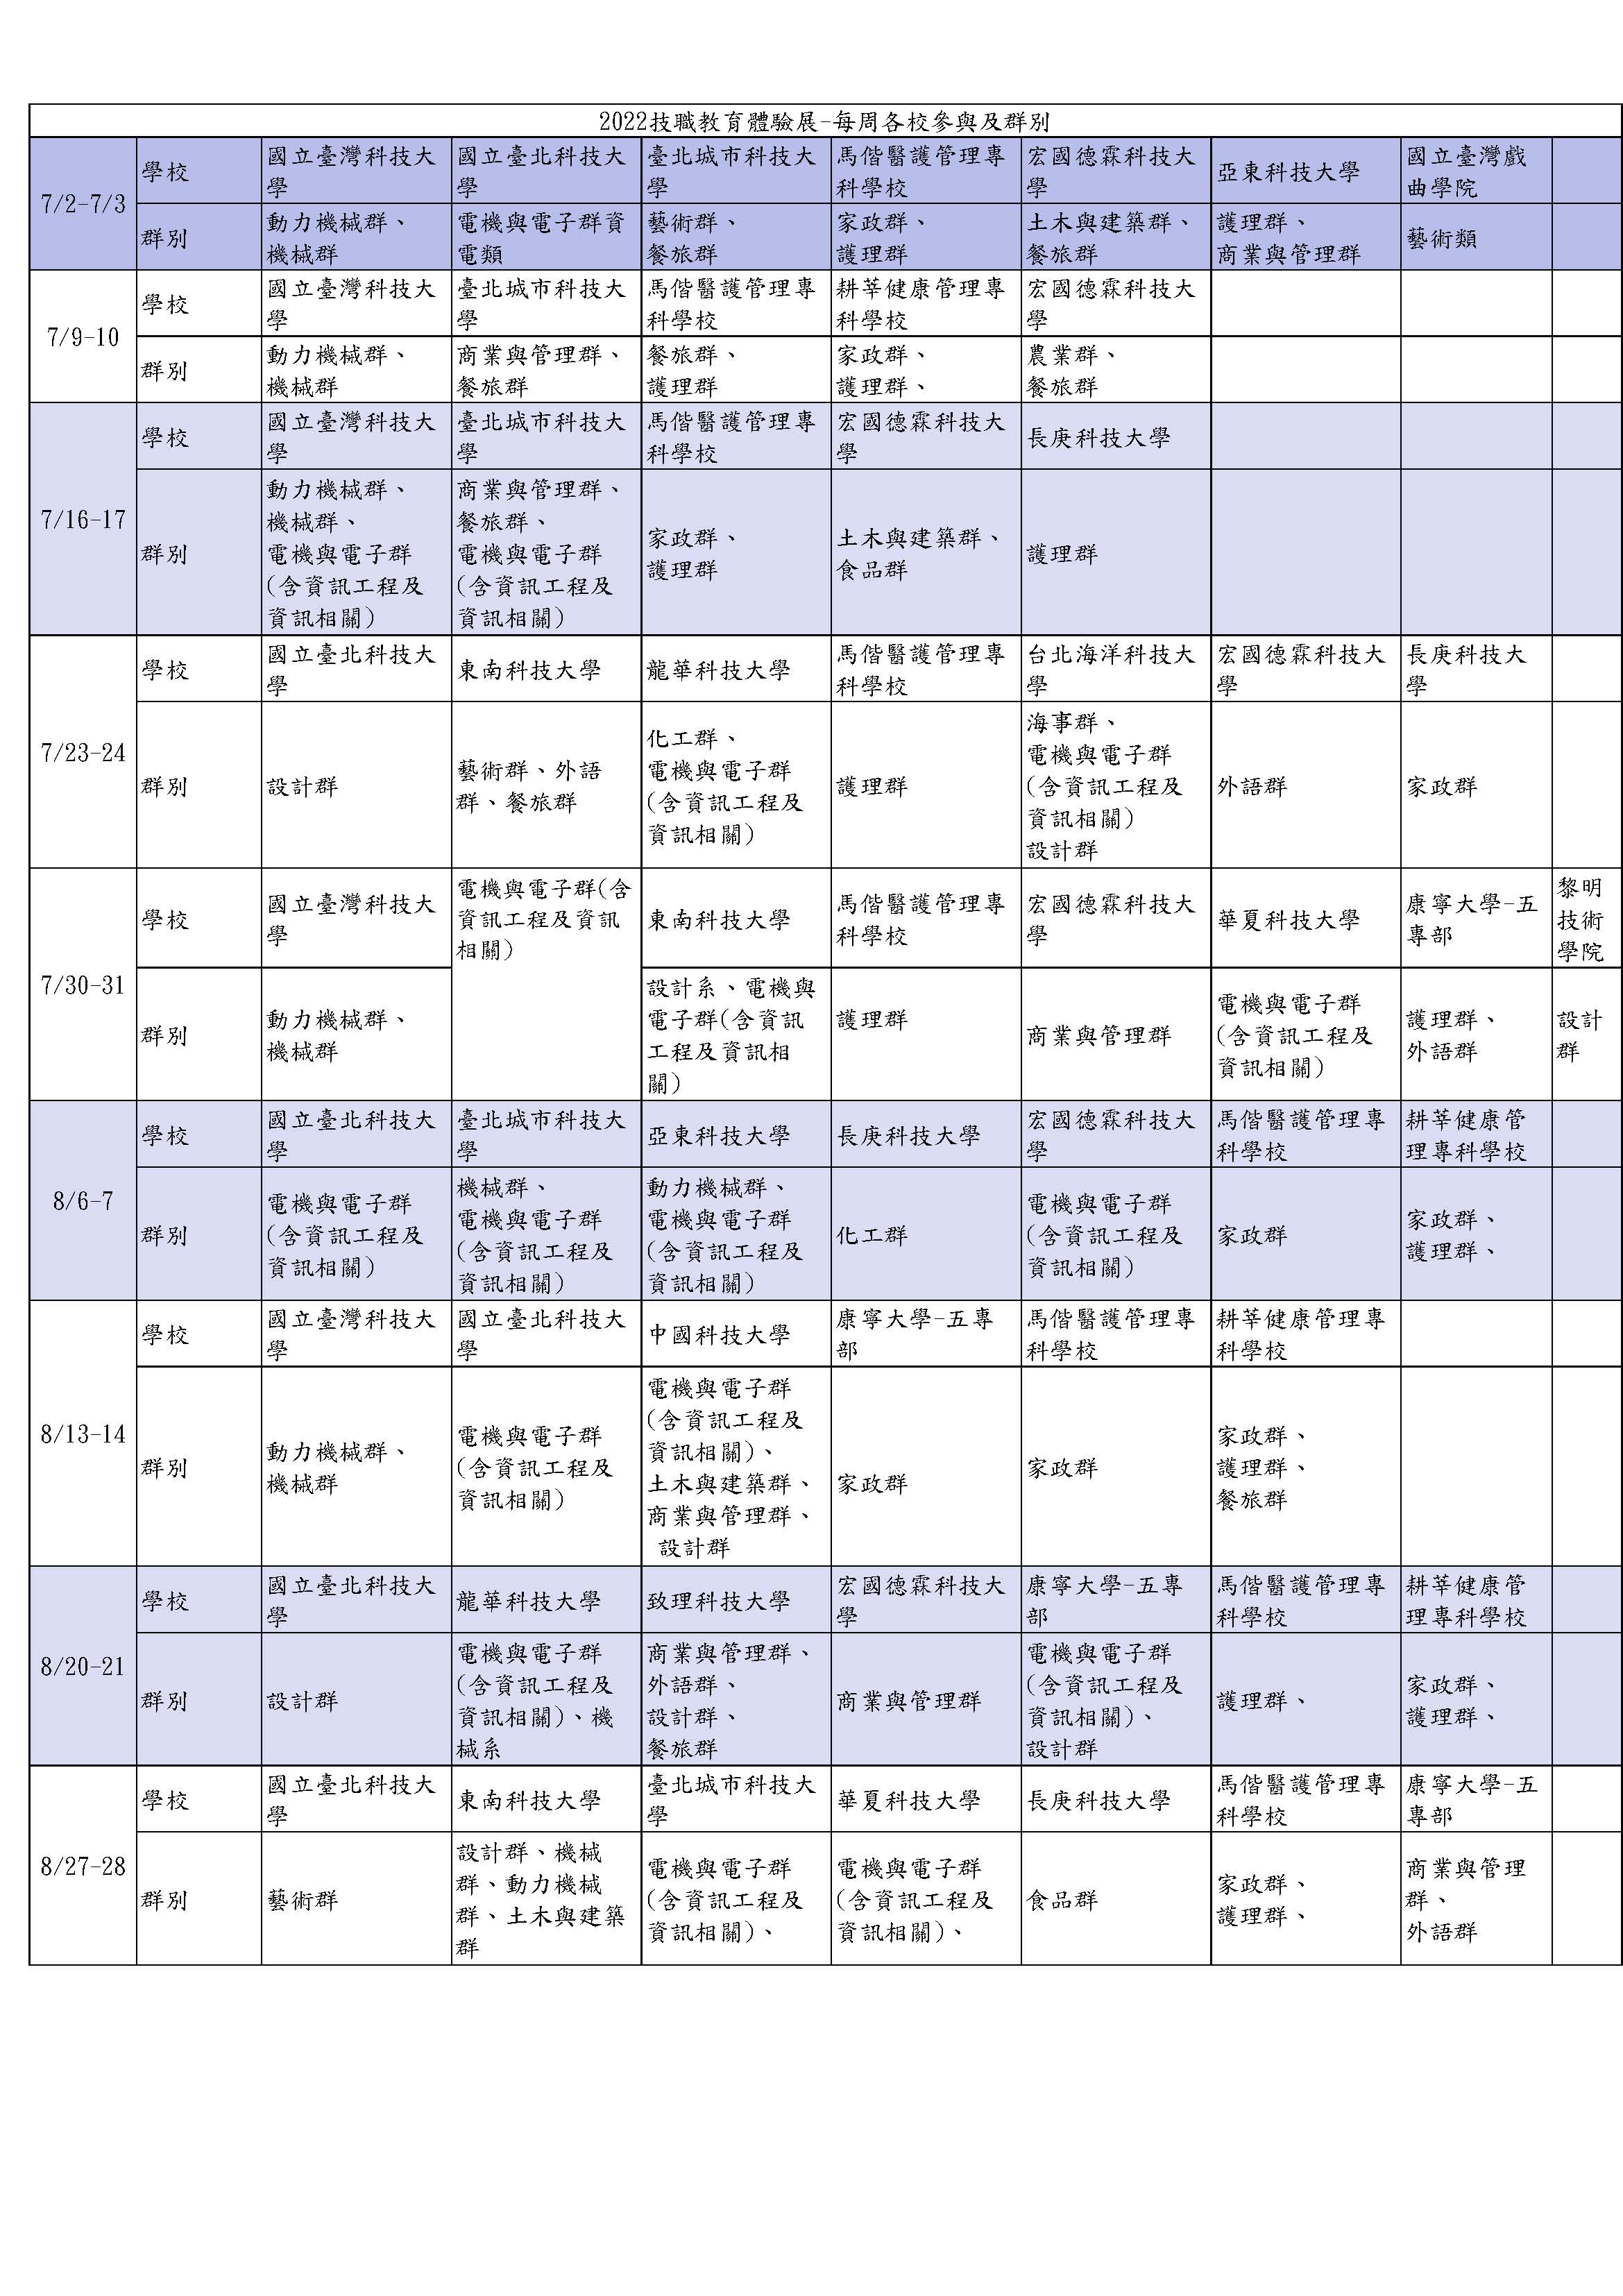 2022技職教育體驗展-每周各校參與及群別
7/2-7/3
學校
國立臺灣科技大
學
國立臺北科技大
學
臺北城市科技大
學
馬偕醫護管理專
科學校
宏國德霖科技大
學
亞東科技大學
國立臺灣戲
曲學院
群別
動力機械群、
機械群
電機與電子群資
電類
藝術群、
餐旅群
家政群、
護理群
土木與建築群、
餐旅群
護理群、
商業與管理群
藝術類
7/9-10
學校
國立臺灣科技大
學
臺北城市科技大
學
馬偕醫護管理專
科學校
耕莘健康管理專
科學校
宏國德霖科技大
學
群別
動力機械群、
機械群
商業與管理群、
餐旅群
餐旅群、
護理群
家政群、
護理群、
農業群、
餐旅群
7/16-17
學校
國立臺灣科技大
學
臺北城市科技大
學
馬偕醫護管理專
科學校
宏國德霖科技大
學
長庚科技大學
群別
動力機械群、
機械群、
電機與電子群
(含資訊工程及
資訊相關)
商業與管理群、
餐旅群、
電機與電子群
(含資訊工程及
資訊相關)
家政群、
護理群
土木與建築群、
食品群
護理群
7/23-24
學校
國立臺北科技大
學
東南科技大學
龍華科技大學
馬偕醫護管理專
科學校
台北海洋科技大
學
宏國德霖科技大
學
長庚科技大
學
群別
設計群
藝術群、外語
群、餐旅群
化工群、
電機與電子群
(含資訊工程及
資訊相關)
護理群
海事群、
電機與電子群
(含資訊工程及
資訊相關)
設計群
外語群
家政群
7/30-31
學校
國立臺灣科技大
學
電機與電子群(含
資訊工程及資訊
相關)
東南科技大學
馬偕醫護管理專
科學校
宏國德霖科技大
學
華夏科技大學
康寧大學-五
專部
黎明
技術
學院
群別
動力機械群、
機械群
設計系、電機與
電子群(含資訊
工程及資訊相
關)
護理群
商業與管理群
電機與電子群
(含資訊工程及
資訊相關)
護理群、
外語群
設計
群
8/6-7
學校
國立臺北科技大
學
臺北城市科技大
學
亞東科技大學
長庚科技大學
宏國德霖科技大
學
馬偕醫護管理專
科學校
耕莘健康管
理專科學校
群別
電機與電子群
(含資訊工程及
資訊相關)
機械群、
電機與電子群
(含資訊工程及
資訊相關)
動力機械群、
電機與電子群
(含資訊工程及
資訊相關)
化工群
電機與電子群
(含資訊工程及
資訊相關)
家政群
家政群、
護理群、
8/13-14
學校
國立臺灣科技大
學
國立臺北科技大
學
中國科技大學
康寧大學-五專
部
馬偕醫護管理專
科學校
耕莘健康管理專
科學校
群別
動力機械群、
機械群
電機與電子群
(含資訊工程及
資訊相關)
電機與電子群
(含資訊工程及
資訊相關)、
土木與建築群、
商業與管理群、
設計群
家政群
家政群
家政群、
護理群、
餐旅群
8/20-21
學校
國立臺北科技大
學
龍華科技大學
致理科技大學
宏國德霖科技大
學
康寧大學-五專
部
馬偕醫護管理專
科學校
耕莘健康管
理專科學校
群別
設計群
電機與電子群
(含資訊工程及
資訊相關)、機
械系
商業與管理群、
外語群、
設計群、
餐旅群
商業與管理群
電機與電子群
(含資訊工程及
資訊相關)、
設計群
護理群、
家政群、
護理群、
8/27-28
學校
國立臺北科技大
學
東南科技大學
臺北城市科技大
學
華夏科技大學
長庚科技大學
馬偕醫護管理專
科學校
康寧大學-五
專部
群別
藝術群
設計群、機械
群、動力機械
群、土木與建築
群
電機與電子群
(含資訊工程及
資訊相關)、
電機與電子群
(含資訊工程及
資訊相關)、
食品群
家政群、
護理群、
商業與管理
群、
外語群